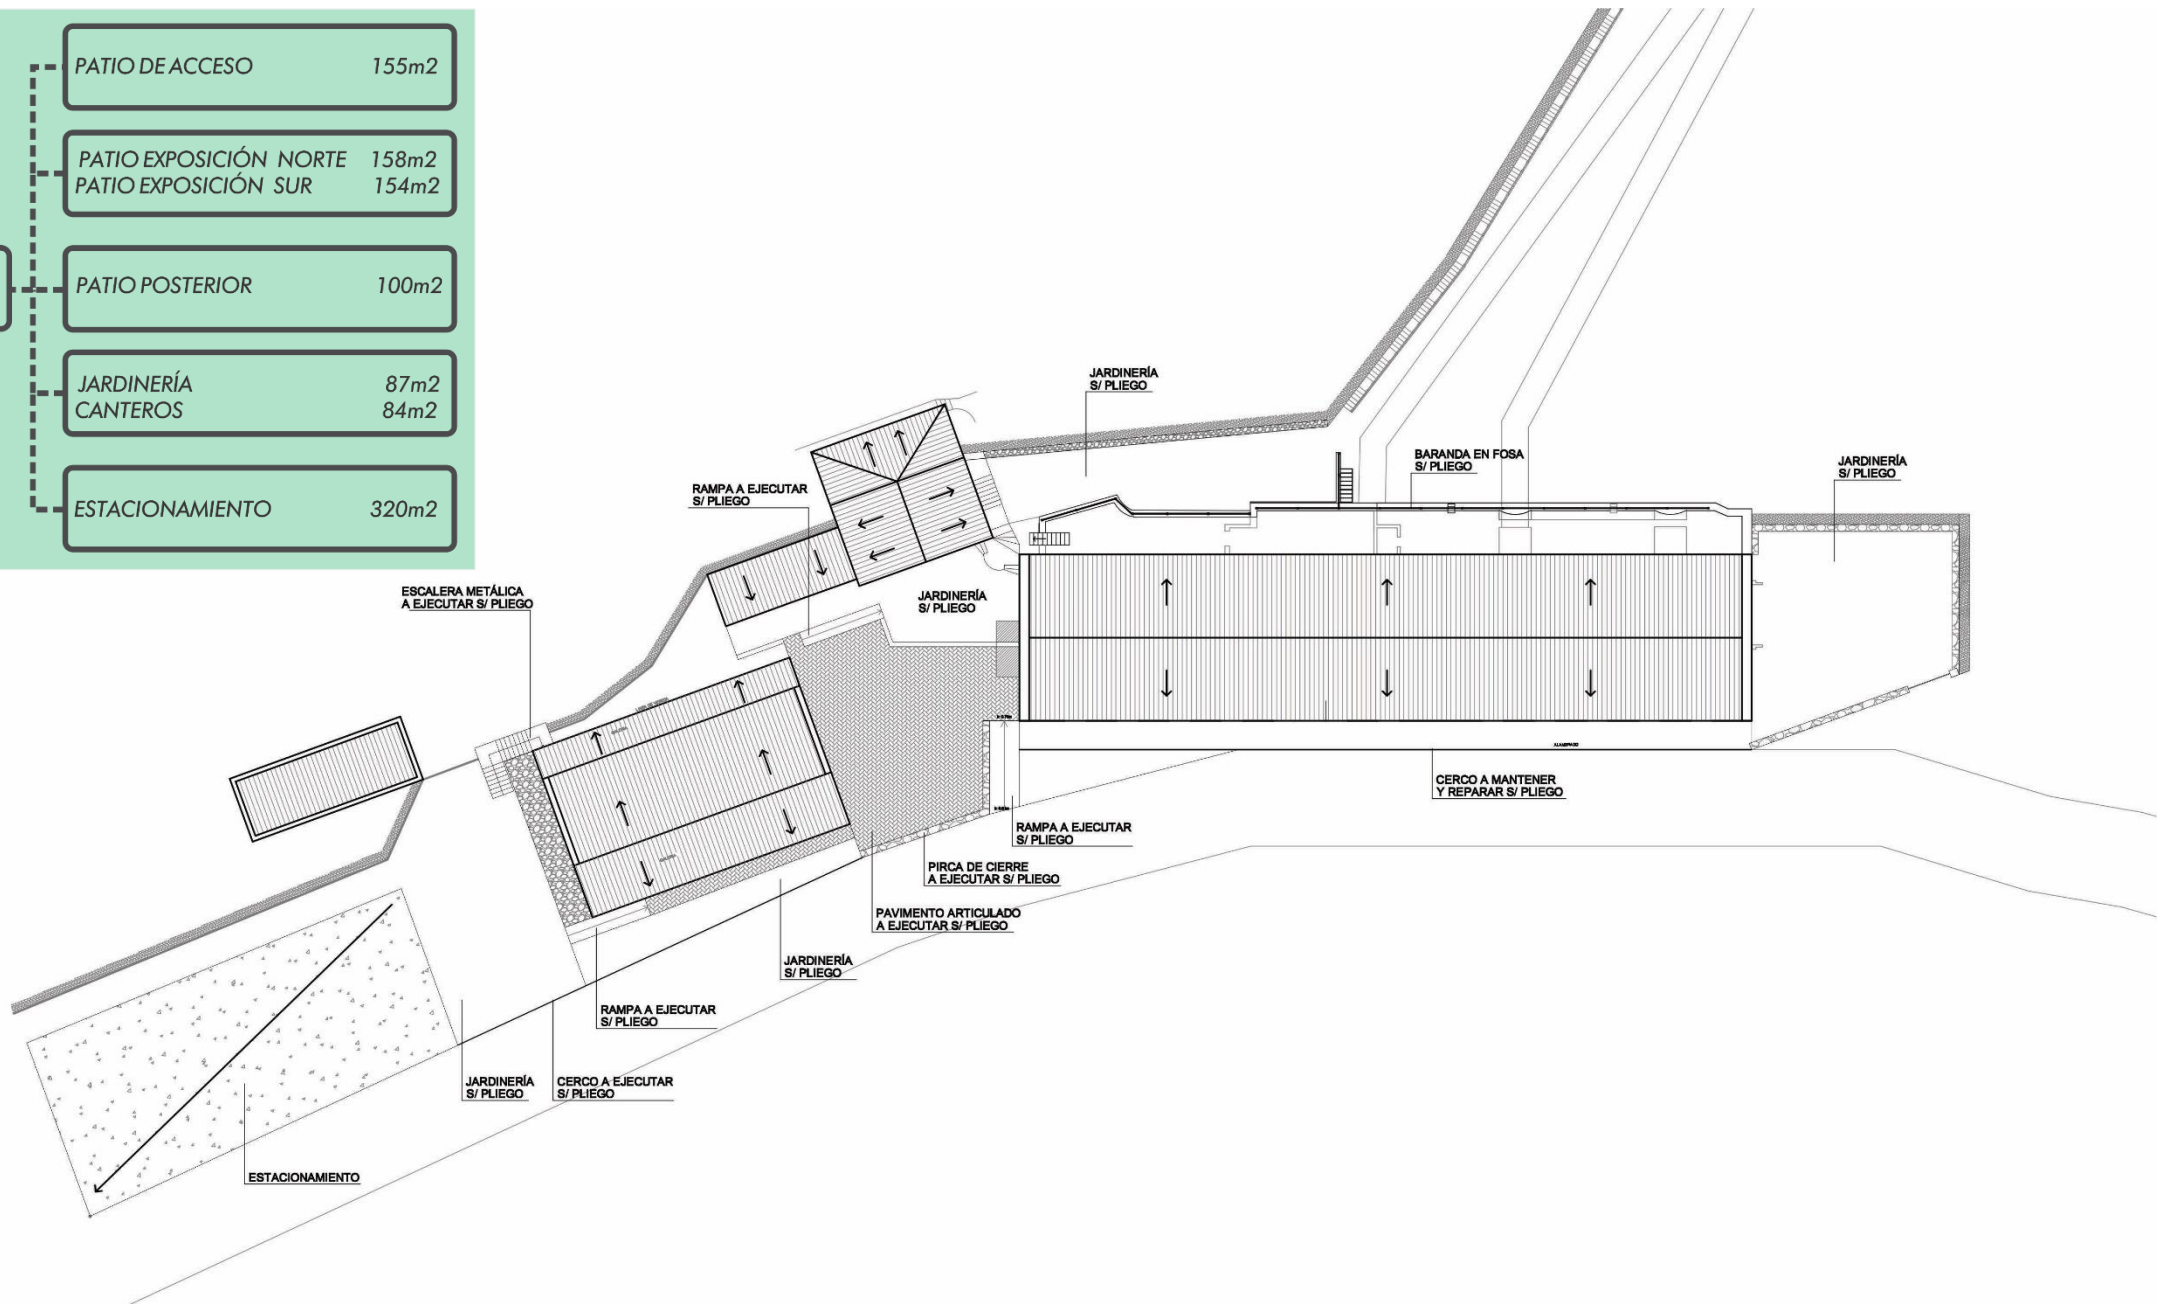 PATIO DE ACCESO 155m2
PATIO EXPOSICIÓN NORTE 158m2
PATIO EXPOSICIÓN SUR 154m2
PATIO POSTERIOR 100m2
JARDINERÍA 87m2
CANTEROS 84m2
ESTACIONAMIENTO 320m2
JARDINERÍA
S/ PLIEGO
BARANDA EN FOSA
S/ PLIEGO
JARDINERÍA
S/ PLIEGO
RAMPA A EJECUTAR
S/ PLIEGO
ESCALERA METÁLICA
A EJECUTAR S/ PLIEGO
JARDINERÍA
S/ PLIEGO
ALAMBRADO
CERCO A MANTENER
Y REPARAR S/ PLIEGO
RAMPA A EJECUTAR
S/ PLIEGO
PIRCA DE CIERRE
A EJECUTAR S/ PLIEGO
PAVIMENTO ARTICULADO
A EJECUTAR S/ PLIEGO
JARDINERÍA
S/ PLIEGO
RAMPA A EJECUTAR
S/ PLIEGO
JARDINERÍA
S/ PLIEGO
CERCO A EJECUTAR
S/ PLIEGO
ESTACIONAMIENTO